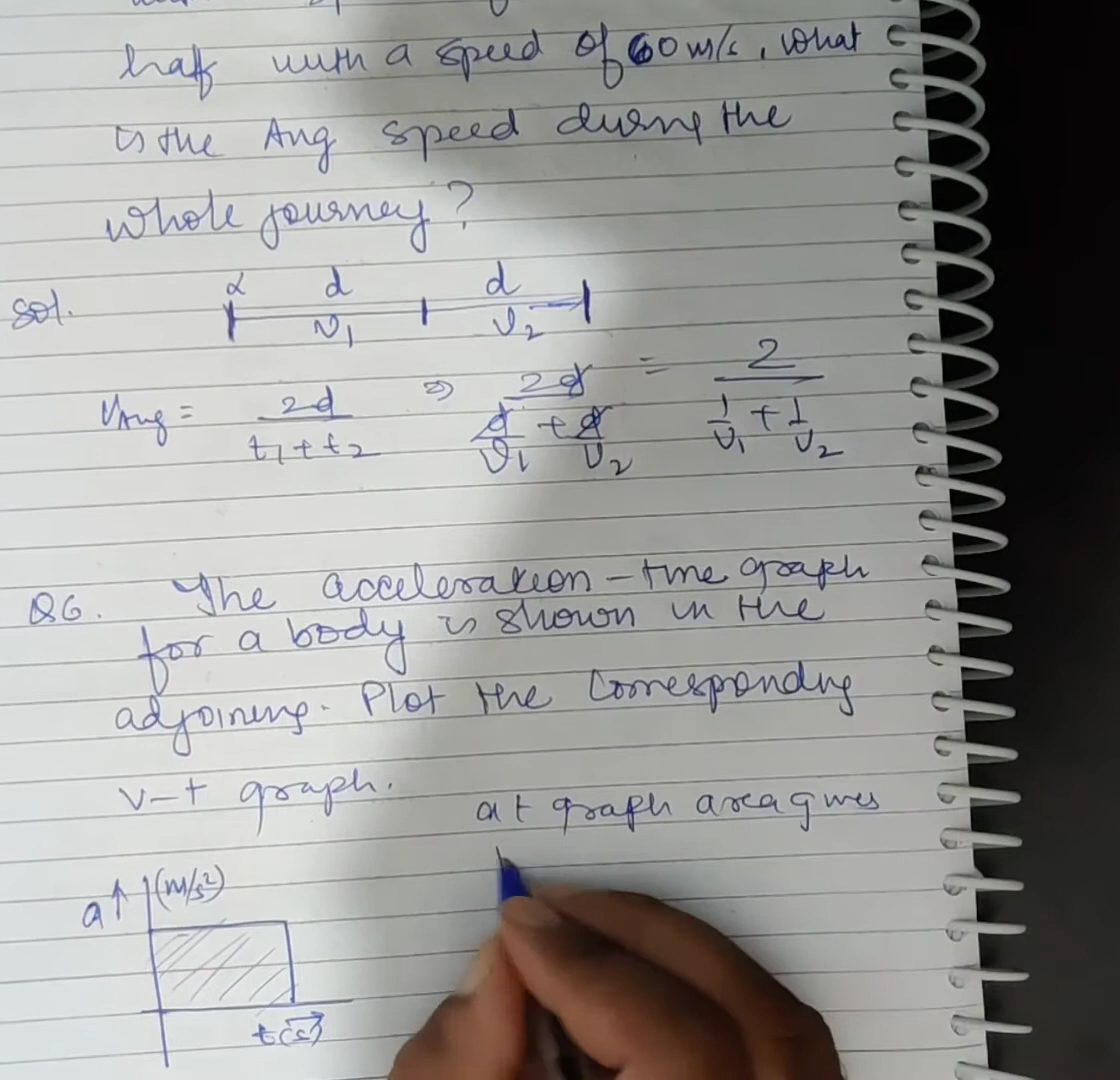 half with a speed of 60 m/s, what
is the Avg speed during the
whole journey?
d d
Sol. v1 v2
VAvg = 2d / t1 + t2 ⇒ 2d / d/v1 + d/v2 = 2 / 1/v1 + 1/v2
Q6. The acceleration-time graph
for a body is shown in the
adjoining. Plot the corresponding
v-t graph.
at graph area gives
a↑ (m/s²)
t(s)